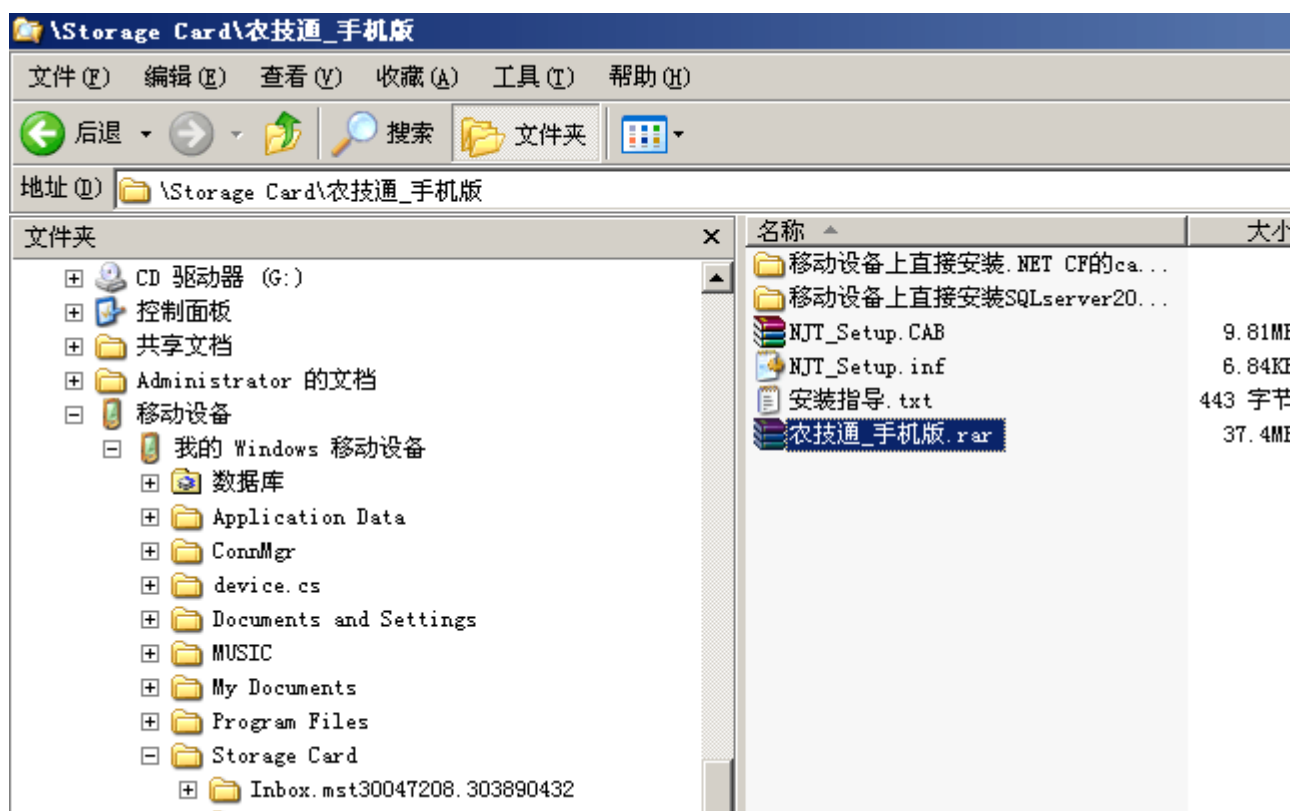 \Storage Card\农技通_手机版
文件(F) 编辑(E) 查看(V) 收藏(A) 工具(T) 帮助(H)
后退 搜索 文件夹
地址(D) \Storage Card\农技通_手机版
文件夹
CD 驱动器 (G:)
控制面板
共享文档
Administrator 的文档
移动设备
我的 Windows 移动设备
数据库
Application Data
ConnMgr
device.cs
Documents and Settings
MUSIC
My Documents
Program Files
Storage Card
Inbox.mst30047208.303890432
名称 大小
移动设备上直接安装.NET CF的ca...
移动设备上直接安装SQLserver20...
NJT_Setup.CAB 9.81MB
NJT_Setup.inf 6.84KB
安装指导.txt 443 字节
农技通_手机版.rar 37.4MB